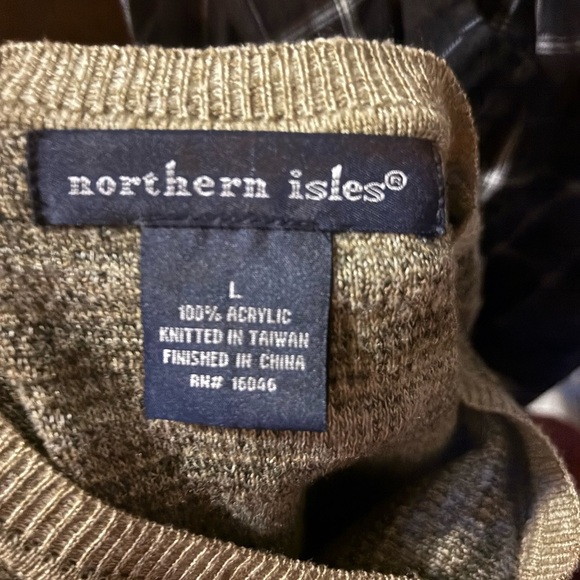 northern isles®
L
100% ACRYLIC
KNITTED IN TAIWAN
FINISHED IN CHINA
RN# 16046